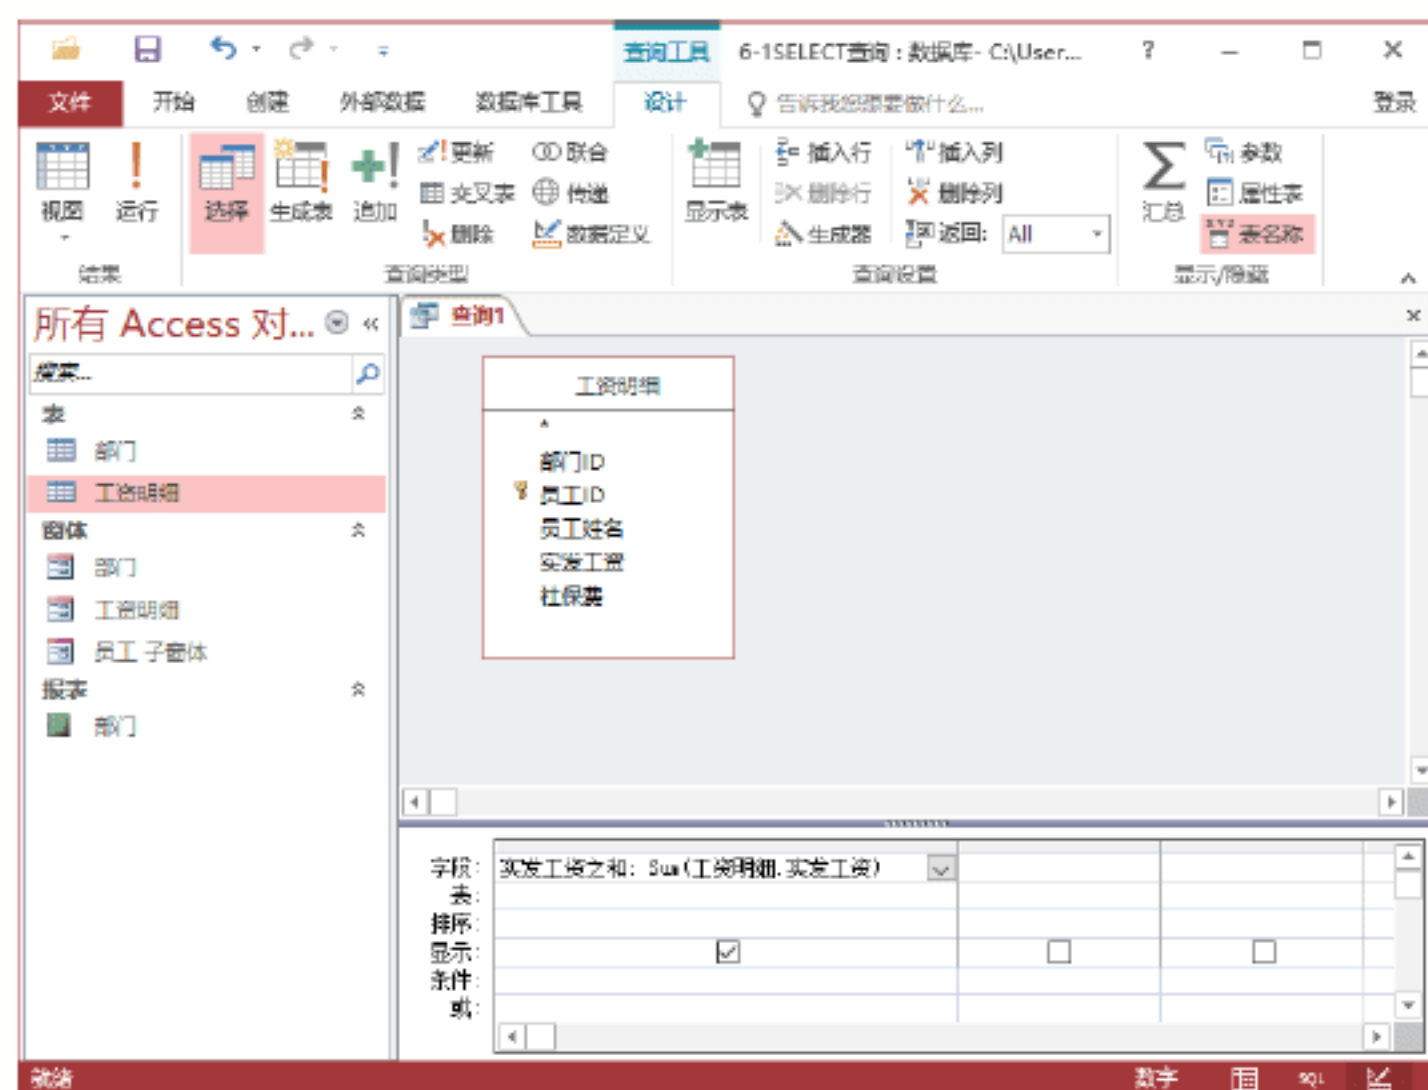 查询工具 6-1SELECT查询 : 数据库- C:\User... ?
文件 开始 创建 外部数据 数据库工具 设计 告诉我您想要做什么... 登录
更新 联合 插入行 插入列 参数
视图 运行 选择 生成表 追加 交叉表 传递 显示表 删除行 删除列 汇总 属性表
删除 数据定义 生成器 返回: All 表名称
结果 查询类型 查询设置 显示/隐藏
所有 Access 对... «
查询1
搜索...
工资明细
表
*
部门
部门ID
工资明细
员工ID
窗体
员工姓名
部门
实发工资
工资明细
社保费
员工 子窗体
报表
部门
字段: 实发工资之和: Sum(工资明细.实发工资)
表:
排序:
显示:
条件:
或:
就绪 数字 SQL